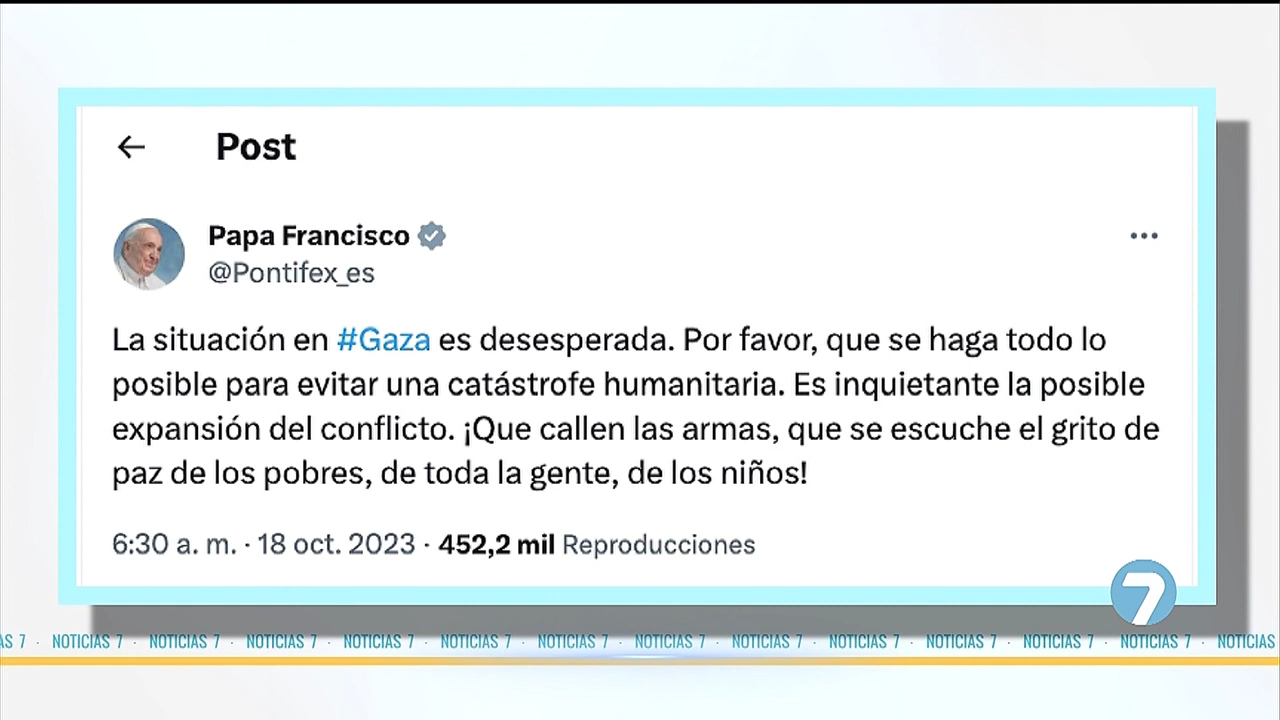 Post
Papa Francisco
@Pontifex_es
La situación en #Gaza es desesperada. Por favor, que se haga todo lo
posible para evitar una catástrofe humanitaria. Es inquietante la posible
expansión del conflicto. ¡Que callen las armas, que se escuche el grito de
paz de los pobres, de toda la gente, de los niños!
6:30 a. m. · 18 oct. 2023 · 452,2 mil Reproducciones
7
AS 7 · NOTICIAS 7 · NOTICIAS 7 · NOTICIAS 7 · NOTICIAS 7 · NOTICIAS 7 · NOTICIAS 7 · NOTICIAS 7 · NOTICIAS 7 · NOTICIAS 7 · NOTICIAS 7 · NOTICIAS 7 · NOTICIAS 7 · NOTICIAS